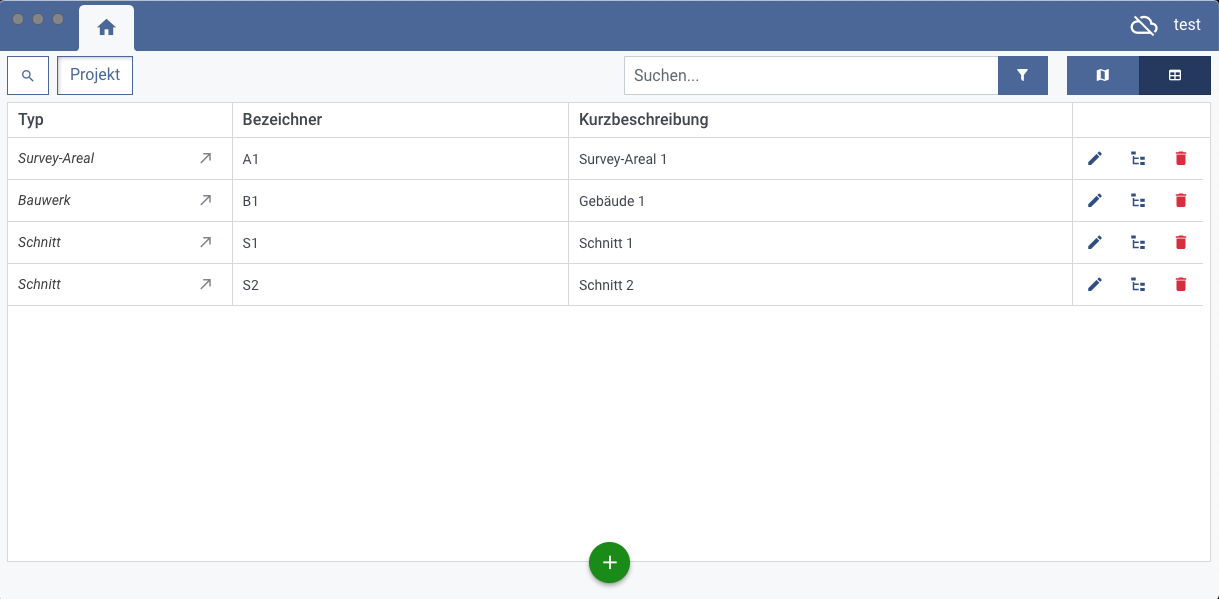 test
Projekt
Suchen...
Typ Bezeichner Kurzbeschreibung
Survey-Areal A1 Survey-Areal 1
Bauwerk B1 Gebäude 1
Schnitt S1 Schnitt 1
Schnitt S2 Schnitt 2